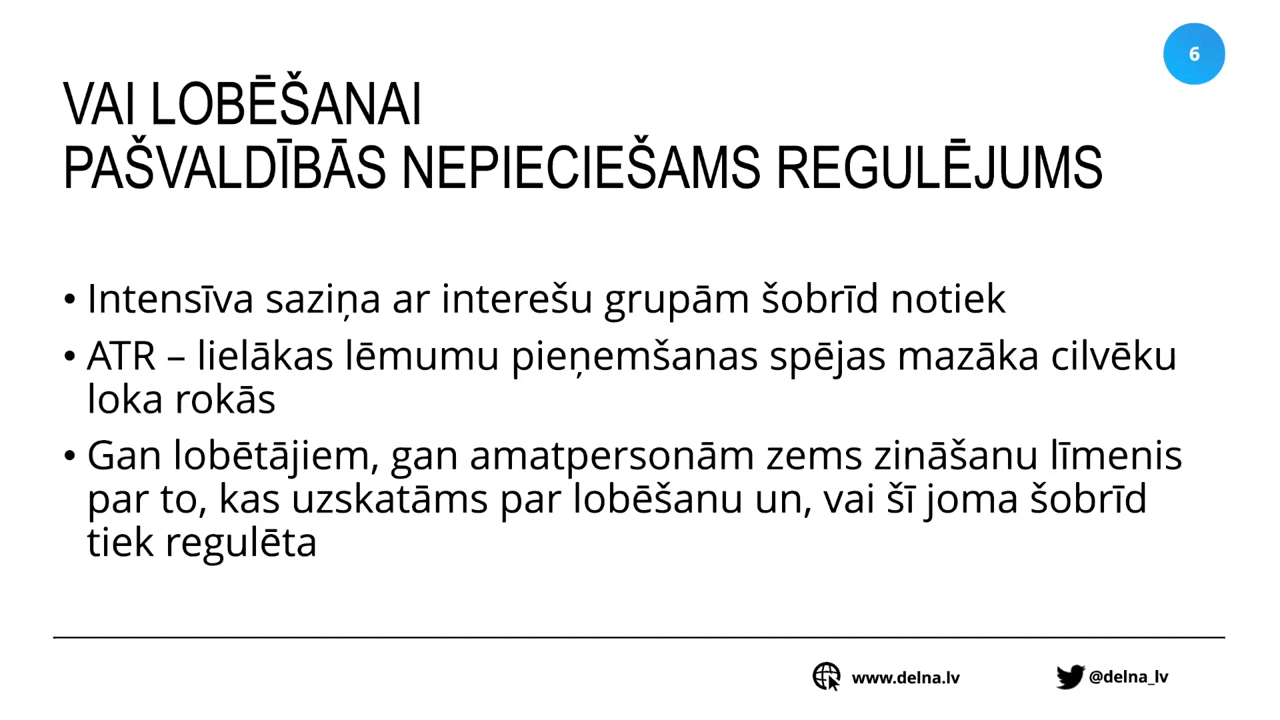 6
VAI LOBĒŠANAI
PAŠVALDĪBĀS NEPIECIEŠAMS REGULĒJUMS
• Intensīva saziņa ar interešu grupām šobrīd notiek
• ATR – lielākas lēmumu pieņemšanas spējas mazāka cilvēku
loka rokās
• Gan lobētājiem, gan amatpersonām zems zināšanu līmenis
par to, kas uzskatāms par lobēšanu un, vai šī joma šobrīd
tiek regulēta
www.delna.lv @delna_lv